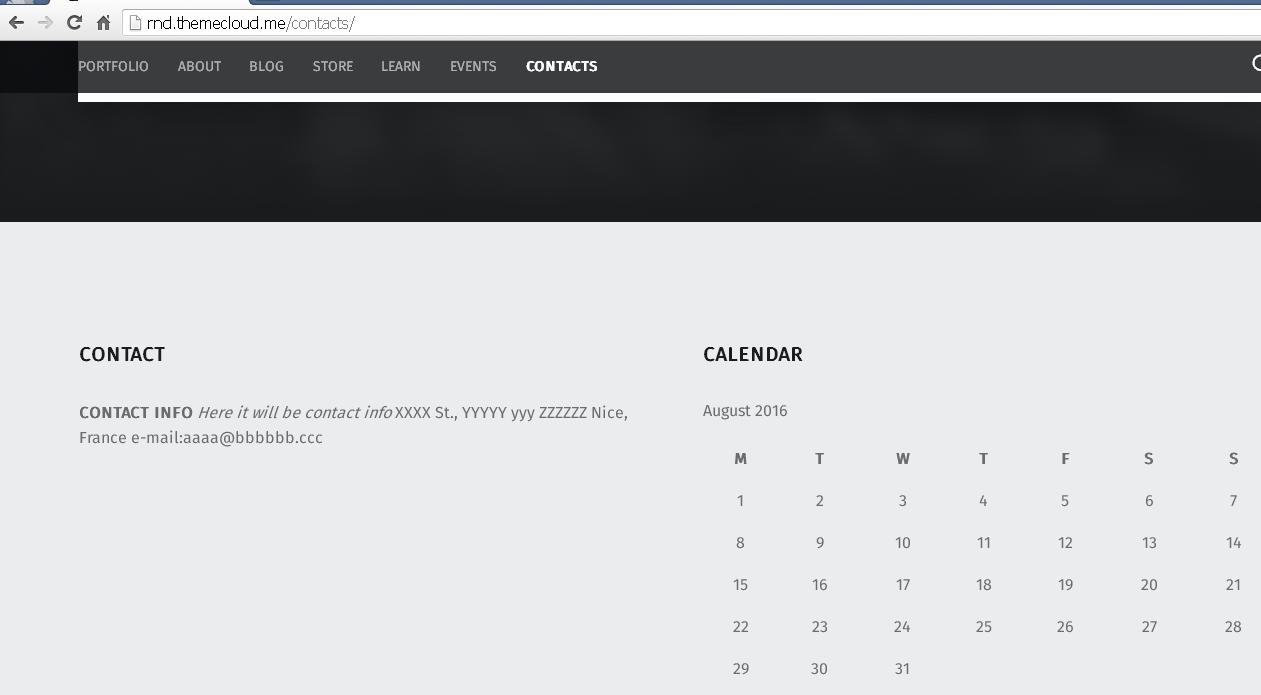 rnd.themecloud.me/contacts/
PORTFOLIO ABOUT BLOG STORE LEARN EVENTS CONTACTS
CONTACT
CONTACT INFO Here it will be contact info XXXX St., YYYYY yyy ZZZZZZ Nice,
France e-mail:aaaa@bbbbbb.ccc
CALENDAR
August 2016
M T W T F S S
1 2 3 4 5 6 7
8 9 10 11 12 13 14
15 16 17 18 19 20 21
22 23 24 25 26 27 28
29 30 31